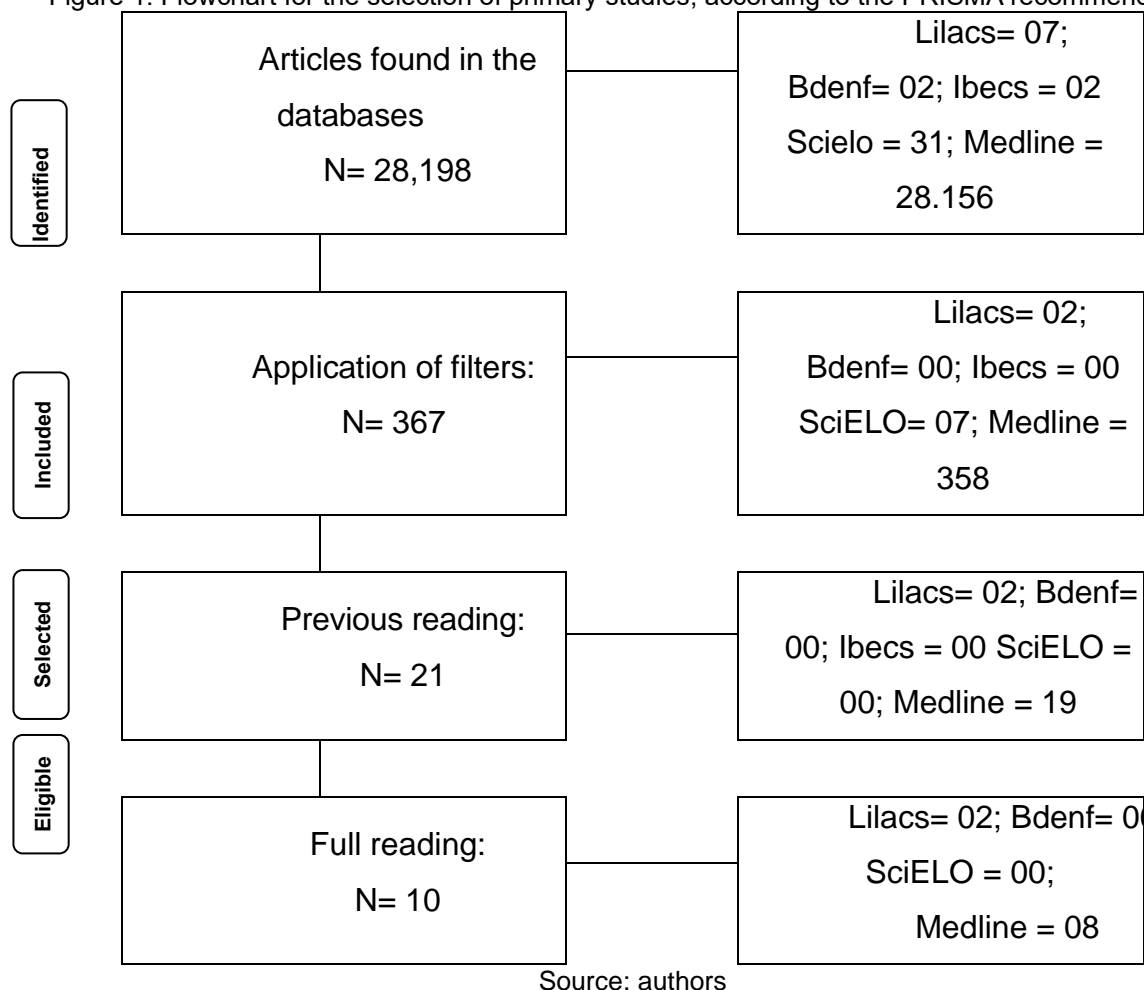 Figure 1. Flowchart for the selection of primary studies, according to the PRISMA
Identified
Articles found in the
databases
N= 28,198
Lilacs= 07;
Bdenf= 02; Ibecs = 02
Scielo = 31; Medline =
28.156
Included
Application of filters:
N= 367
Lilacs= 02;
Bdenf= 00; Ibecs = 00
SciELO= 07; Medline =
358
Selected
Previous reading:
N= 21
Lilacs= 02; Bdenf=
00; Ibecs = 00 SciELO =
00; Medline = 19
Eligible
Full reading:
N= 10
Lilacs= 02; Bdenf=
SciELO = 00;
Medline = 08
Source: authors